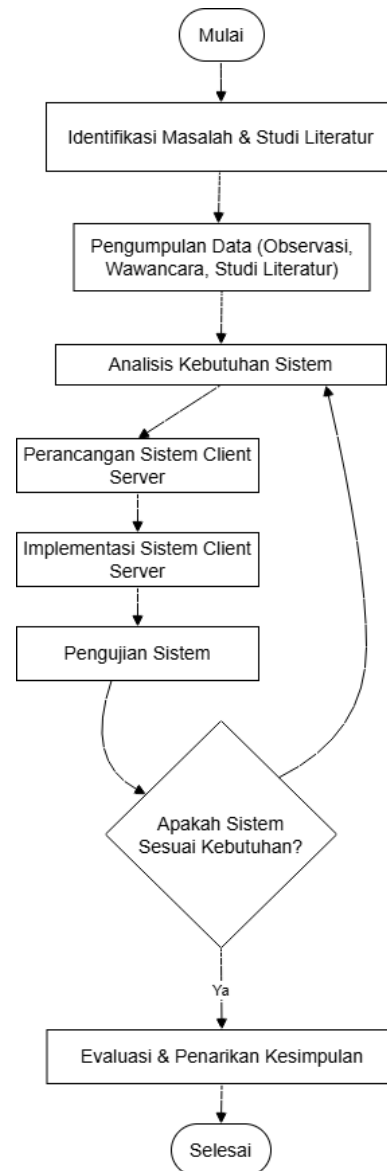 Mulai
Identifikasi Masalah & Studi Literatur
Pengumpulan Data (Observasi,
Wawancara, Studi Literatur)
Analisis Kebutuhan Sistem
Perancangan Sistem Client
Server
Implementasi Sistem Client
Server
Pengujian Sistem
Apakah Sistem
Sesuai Kebutuhan?
Ya
Evaluasi & Penarikan Kesimpulan
Selesai